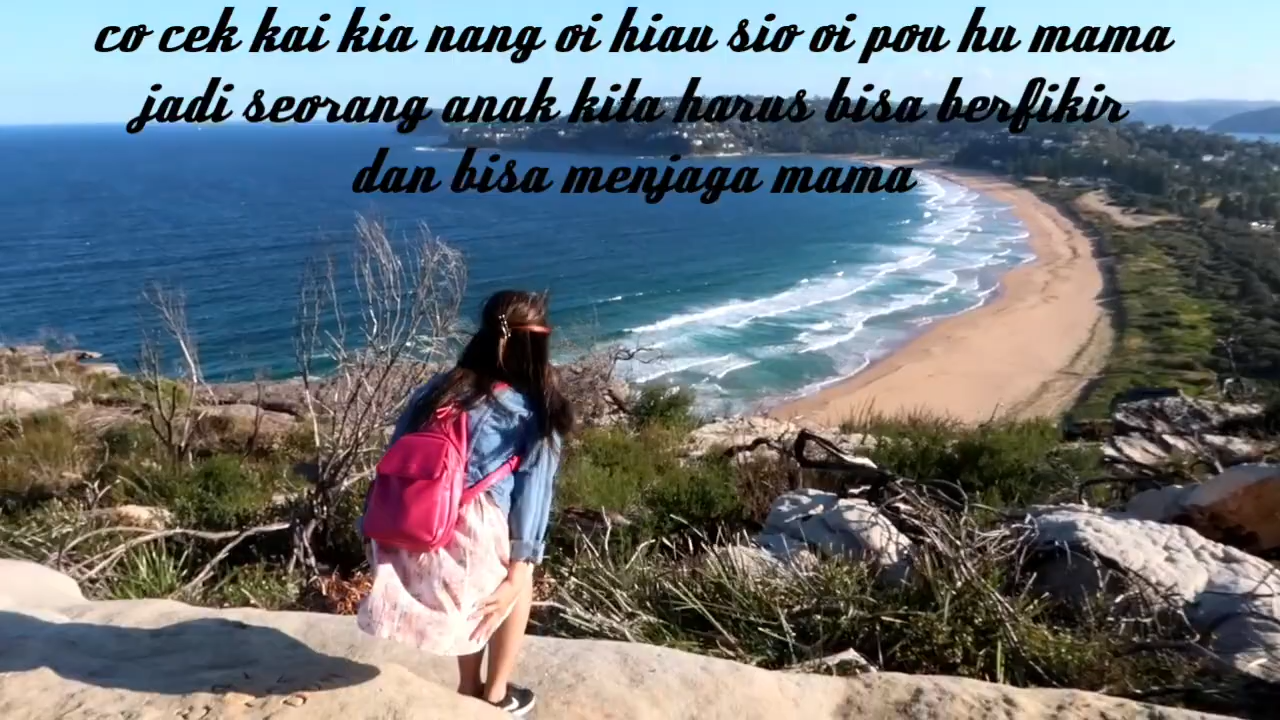 co cek kai kia nang oi hiau sio oi pou hu mama
jadi seorang anak kita harus bisa berfikir
dan bisa menjaga mama